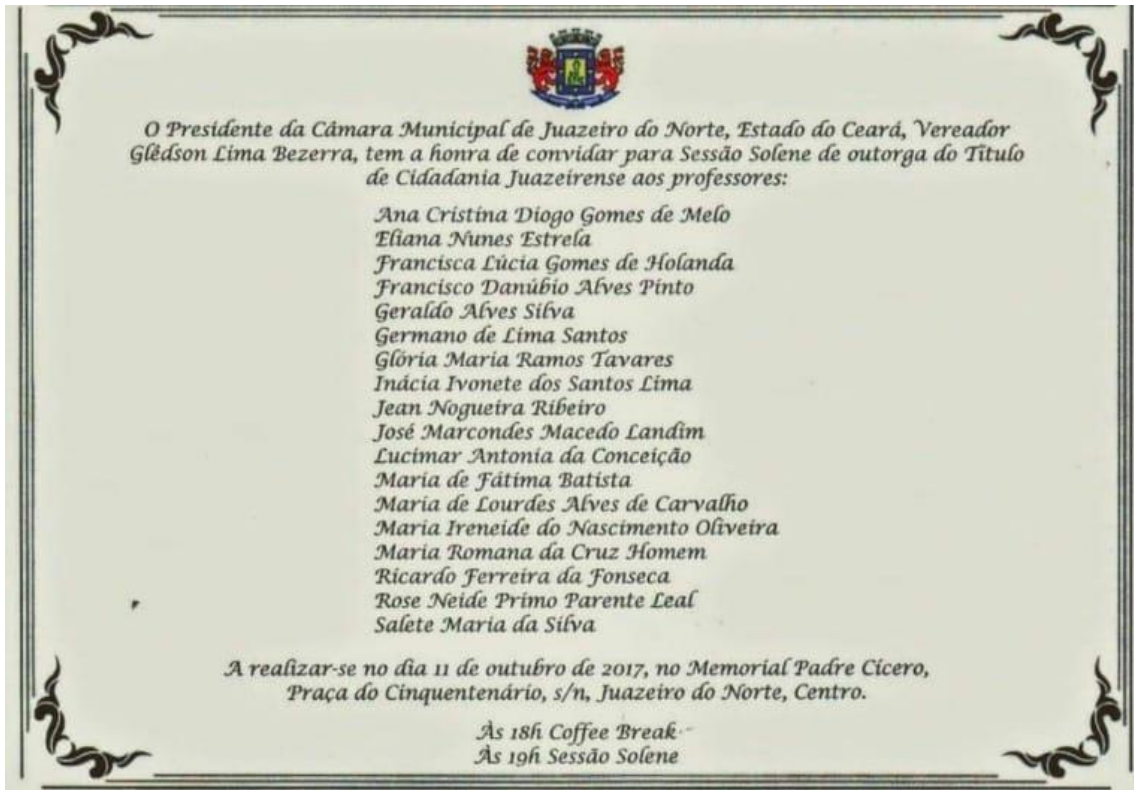 O Presidente da Câmara Municipal de Juazeiro do Norte, Estado do Ceará, Vereador
Glêdson Lima Bezerra, tem a honra de convidar para Sessão Solene de outorga do Título
de Cidadania Juazeirense aos professores:
Ana Cristina Diogo Gomes de Melo
Eliana Nunes Estrela
Francisca Lúcia Gomes de Holanda
Francisco Danúbio Alves Pinto
Geraldo Alves Silva
Germano de Lima Santos
Glória Maria Ramos Tavares
Inácia Ivonete dos Santos Lima
Jean Nogueira Ribeiro
José Marcondes Macedo Landim
Lucimar Antonia da Conceição
Maria de Fátima Batista
Maria de Lourdes Alves de Carvalho
Maria Ireneide do Nascimento Oliveira
Maria Romana da Cruz Homem
Ricardo Ferreira da Fonseca
Rose Neide Primo Parente Leal
Salete Maria da Silva
A realizar-se no dia 11 de outubro de 2017, no Memorial Padre Cícero,
Praça do Cinquentenário, s/n, Juazeiro do Norte, Centro.
Às 18h Coffee Break
Às 19h Sessão Solene